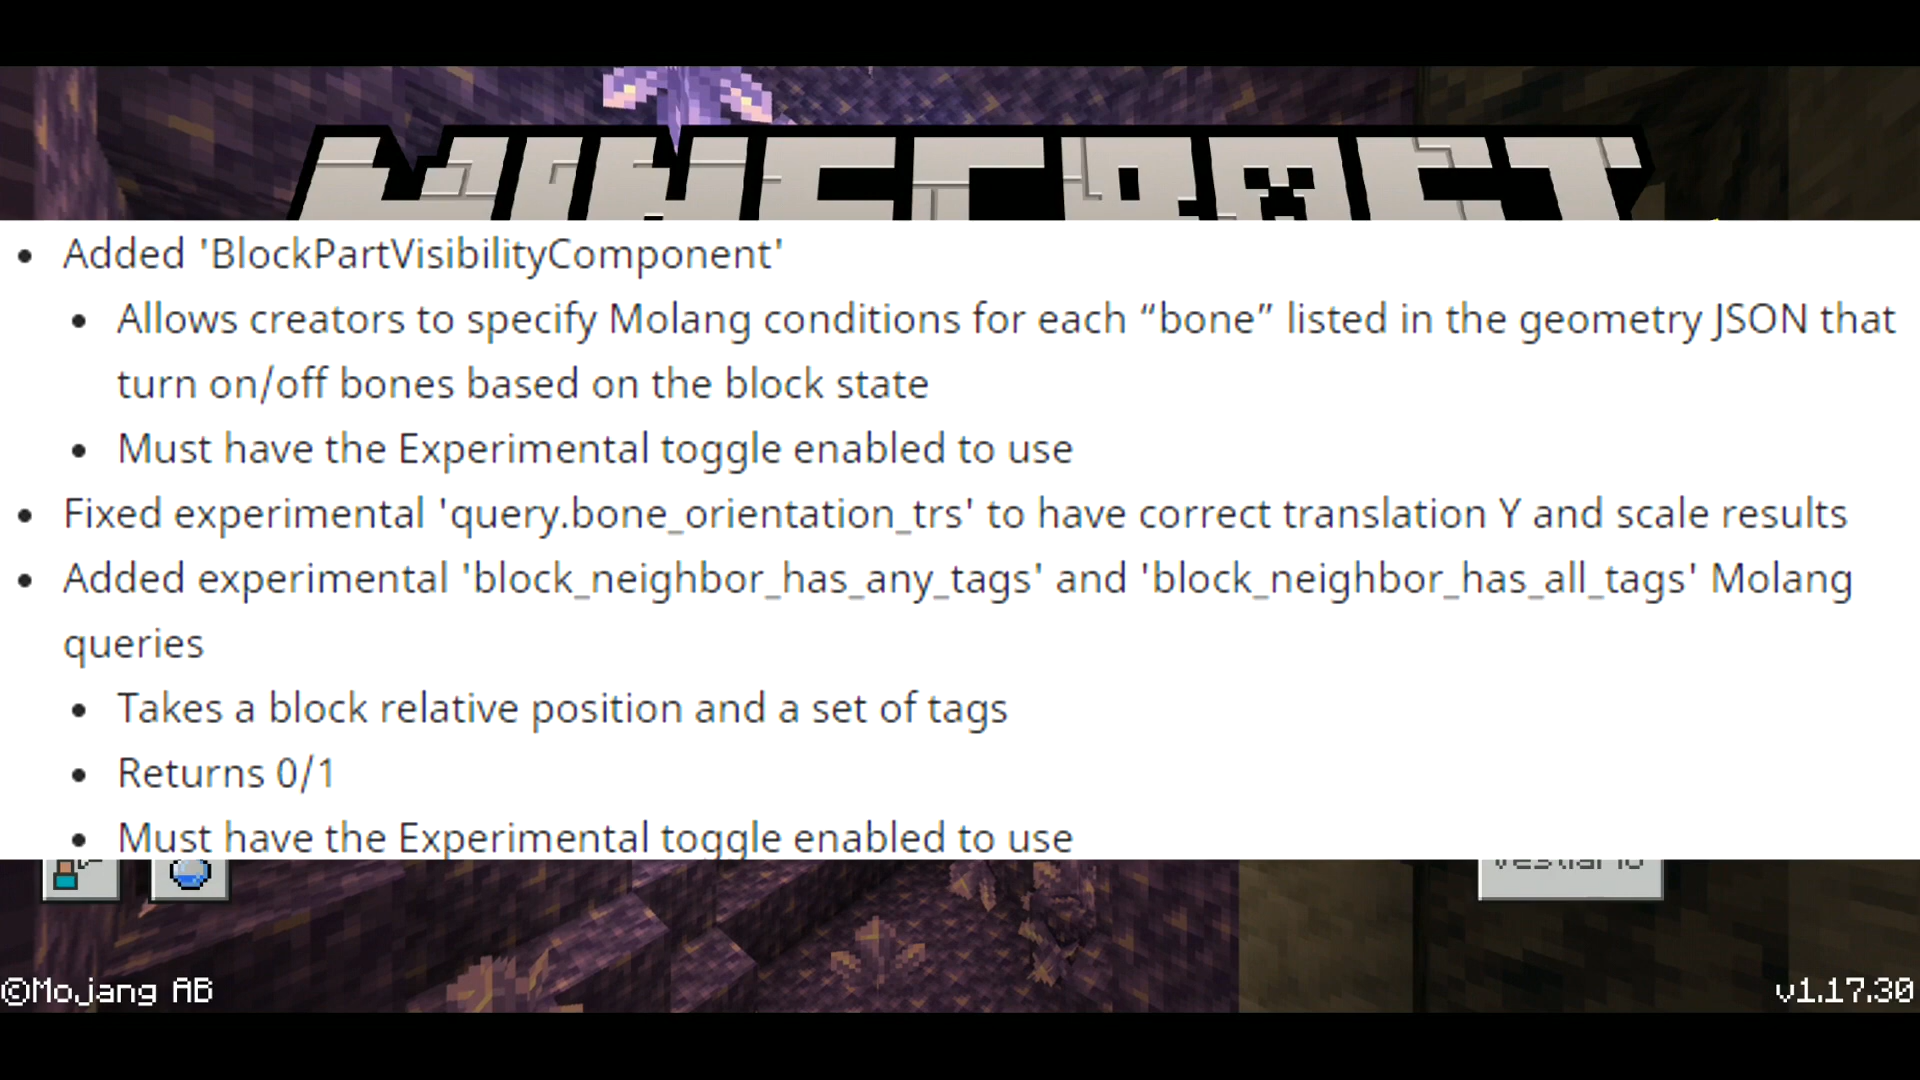 MINECRAFT
Added 'BlockPartVisibilityComponent'
Allows creators to specify Molang conditions for each “bone” listed in the geometry JSON that
turn on/off bones based on the block state
Must have the Experimental toggle enabled to use
Fixed experimental 'query.bone_orientation_trs' to have correct translation Y and scale results
Added experimental 'block_neighbor_has_any_tags' and 'block_neighbor_has_all_tags' Molang
queries
Takes a block relative position and a set of tags
Returns 0/1
Must have the Experimental toggle enabled to use
Vestiario
©Mojang AB
v1.17.30